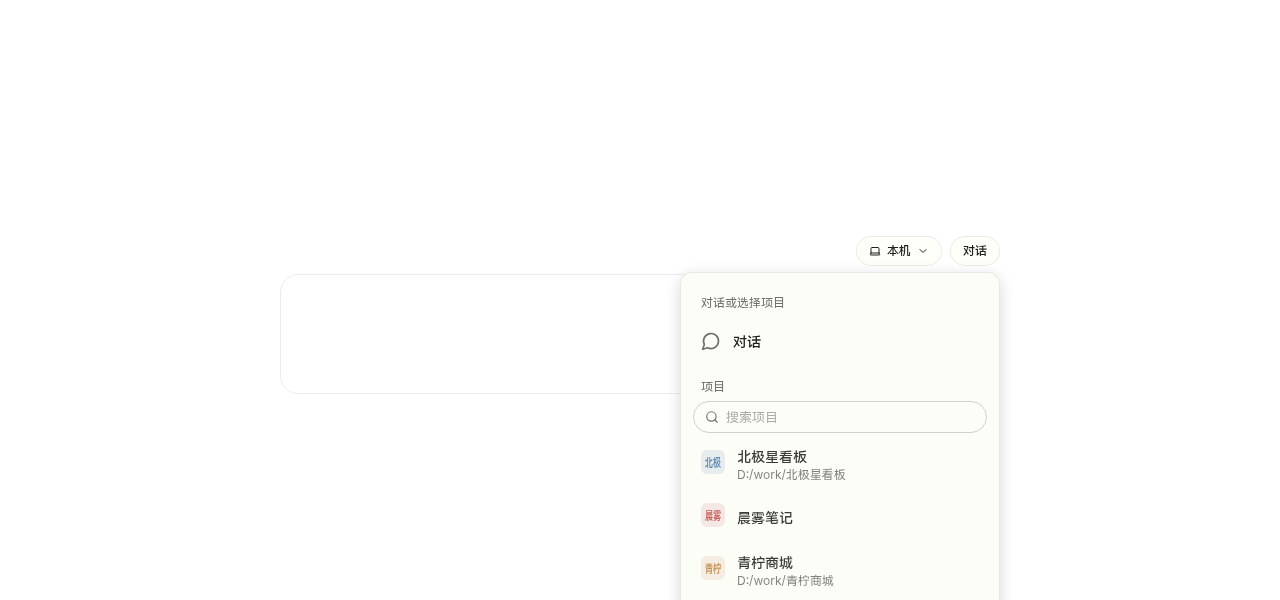 本机
对话
对话或选择项目
对话
项目
搜索项目
北极
北极星看板
D:/work/北极星看板
晨雾
晨雾笔记
青柠
青柠商城
D:/work/青柠商城